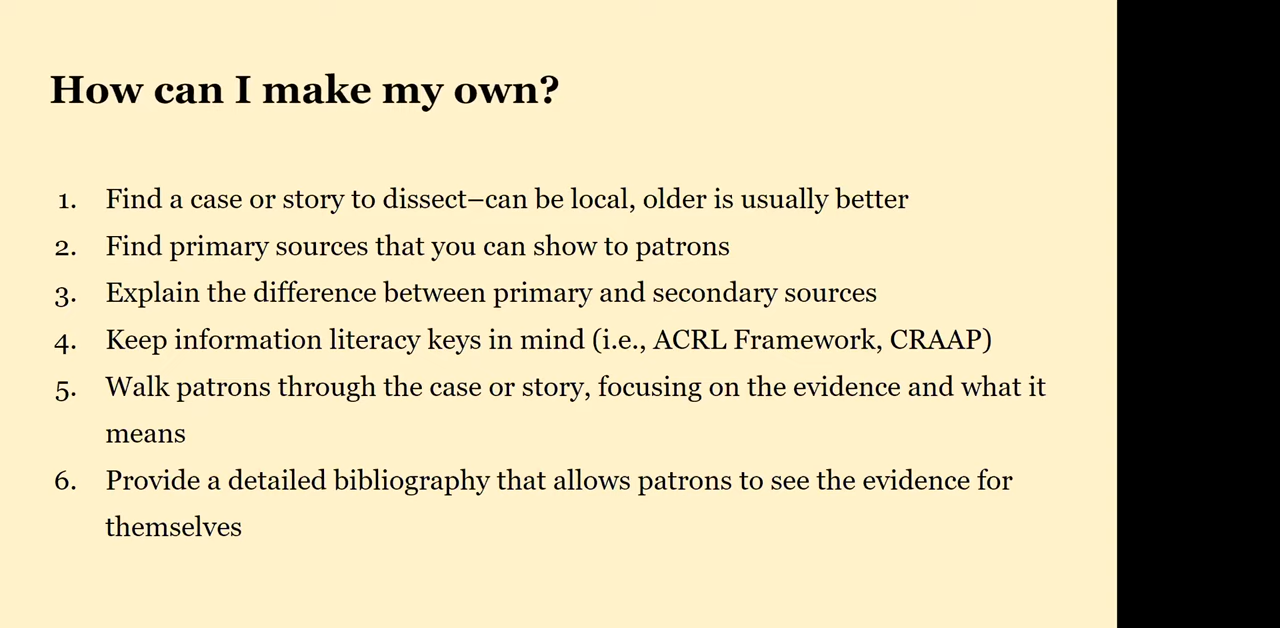 How can I make my own?
1. Find a case or story to dissect–can be local, older is usually better
2. Find primary sources that you can show to patrons
3. Explain the difference between primary and secondary sources
4. Keep information literacy keys in mind (i.e., ACRL Framework, CRAAP)
5. Walk patrons through the case or story, focusing on the evidence and what it
means
6. Provide a detailed bibliography that allows patrons to see the evidence for
themselves